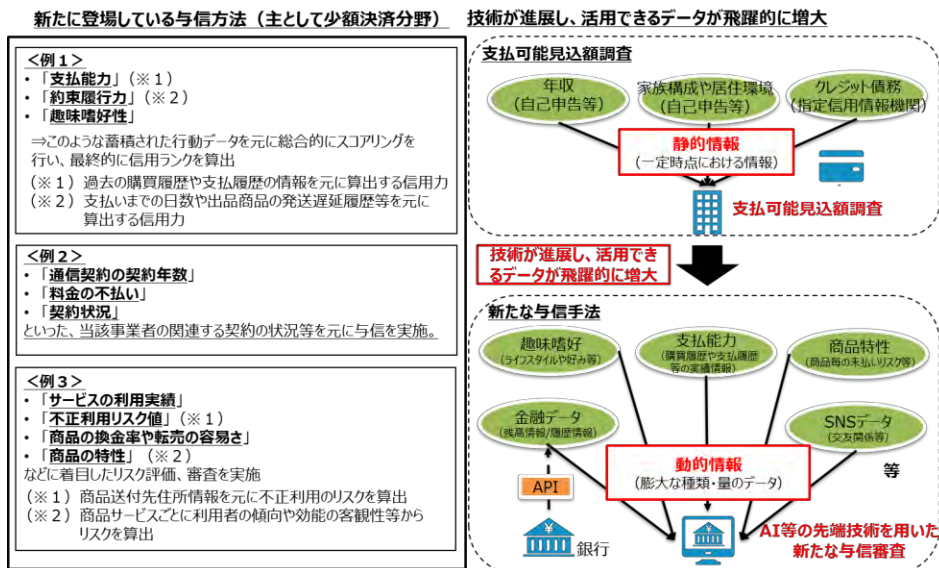 新たに登場している与信方法（主として少額決済分野）
＜例１＞
・「支払能力」（※１）
・「約束履行力」（※２）
・「趣味嗜好性」
⇒このような蓄積された行動データを元に総合的にスコアリングを
行い、最終的に信用ランクを算出
（※１）過去の購買履歴や支払履歴の情報を元に算出する信用力
（※２）支払いまでの日数や出品商品の発送遅延履歴等を元に
算出する信用力
＜例２＞
・「通信契約の契約年数」
・「料金の不払い」
・「契約状況」
といった、当該事業者の関連する契約の状況等を元に与信を実施。
＜例３＞
・「サービスの利用実績」
・「不正利用リスク値」（※１）
・「商品の換金率や転売の容易さ」
・「商品の特性」（※２）
などに着目したリスク評価、審査を実施
（※１）商品送付先住所情報を元に不正利用のリスクを算出
（※２）商品サービスごとに利用者の傾向や効能の客観性等から
リスクを算出
技術が進展し、活用できるデータが飛躍的に増大
支払可能見込額調査
年収
（自己申告等）
家族構成や居住環境
（自己申告等）
クレジット債務
（指定信用情報機関）
静的情報
（一定時点における情報）
支払可能見込額調査
技術が進展し、活用でき
るデータが飛躍的に増大
新たな与信手法
趣味嗜好
（ラインスタイルや好み等）
支払能力
（購買履歴や支払履歴
等の実績情報）
商品特性
（商品毎の未払いリスク等）
金融データ
（残高情報/履歴情報）
SNSデータ
（交友関係等）
等
動的情報
（膨大な種類・量のデータ）
API
銀行
AI等の先端技術を用いた
新たな与信審査